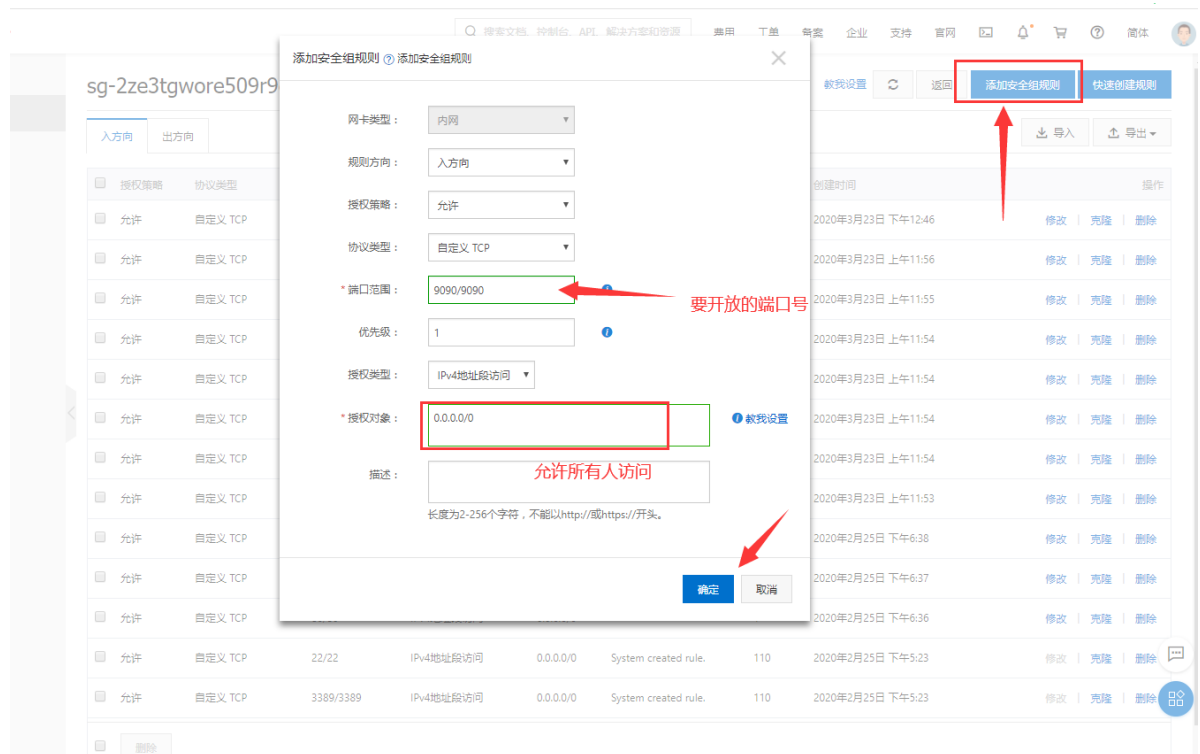 搜索文档、控制台、API、解决方案和资源 费用 工单 备案 企业 支持 官网 简体
添加安全组规则 添加安全组规则
sg-2ze3tgwore509r9 教我设置 返回 添加安全组规则 快速创建规则
入方向 出方向 导入 导出
网卡类型： 内网
规则方向： 入方向
授权策略： 允许
协议类型： 自定义 TCP
* 端口范围： 9090/9090
要开放的端口号
优先级： 1
授权类型： IPv4地址段访问
* 授权对象： 0.0.0.0/0 教我设置
允许所有人访问
描述：
长度为2-256个字符，不能以http://或https://开头。
确定 取消
授权策略 协议类型 创建时间 操作
允许 自定义 TCP 2020年3月23日 下午12:46 修改 克隆 删除
允许 自定义 TCP 2020年3月23日 上午11:56 修改 克隆 删除
允许 自定义 TCP 2020年3月23日 上午11:55 修改 克隆 删除
允许 自定义 TCP 2020年3月23日 上午11:54 修改 克隆 删除
允许 自定义 TCP 2020年3月23日 上午11:54 修改 克隆 删除
允许 自定义 TCP 2020年3月23日 上午11:54 修改 克隆 删除
允许 自定义 TCP 2020年3月23日 上午11:54 修改 克隆 删除
允许 自定义 TCP 2020年3月23日 上午11:53 修改 克隆 删除
允许 自定义 TCP 2020年2月25日 下午6:38 修改 克隆 删除
允许 自定义 TCP 2020年2月25日 下午6:37 修改 克隆 删除
允许 自定义 TCP 2020年2月25日 下午6:36 修改 克隆 删除
允许 自定义 TCP 22/22 IPv4地址段访问 0.0.0.0/0 System created rule. 110 2020年2月25日 下午5:23 修改 克隆 删除
允许 自定义 TCP 3389/3389 IPv4地址段访问 0.0.0.0/0 System created rule. 110 2020年2月25日 下午5:23 修改 克隆 删除
删除